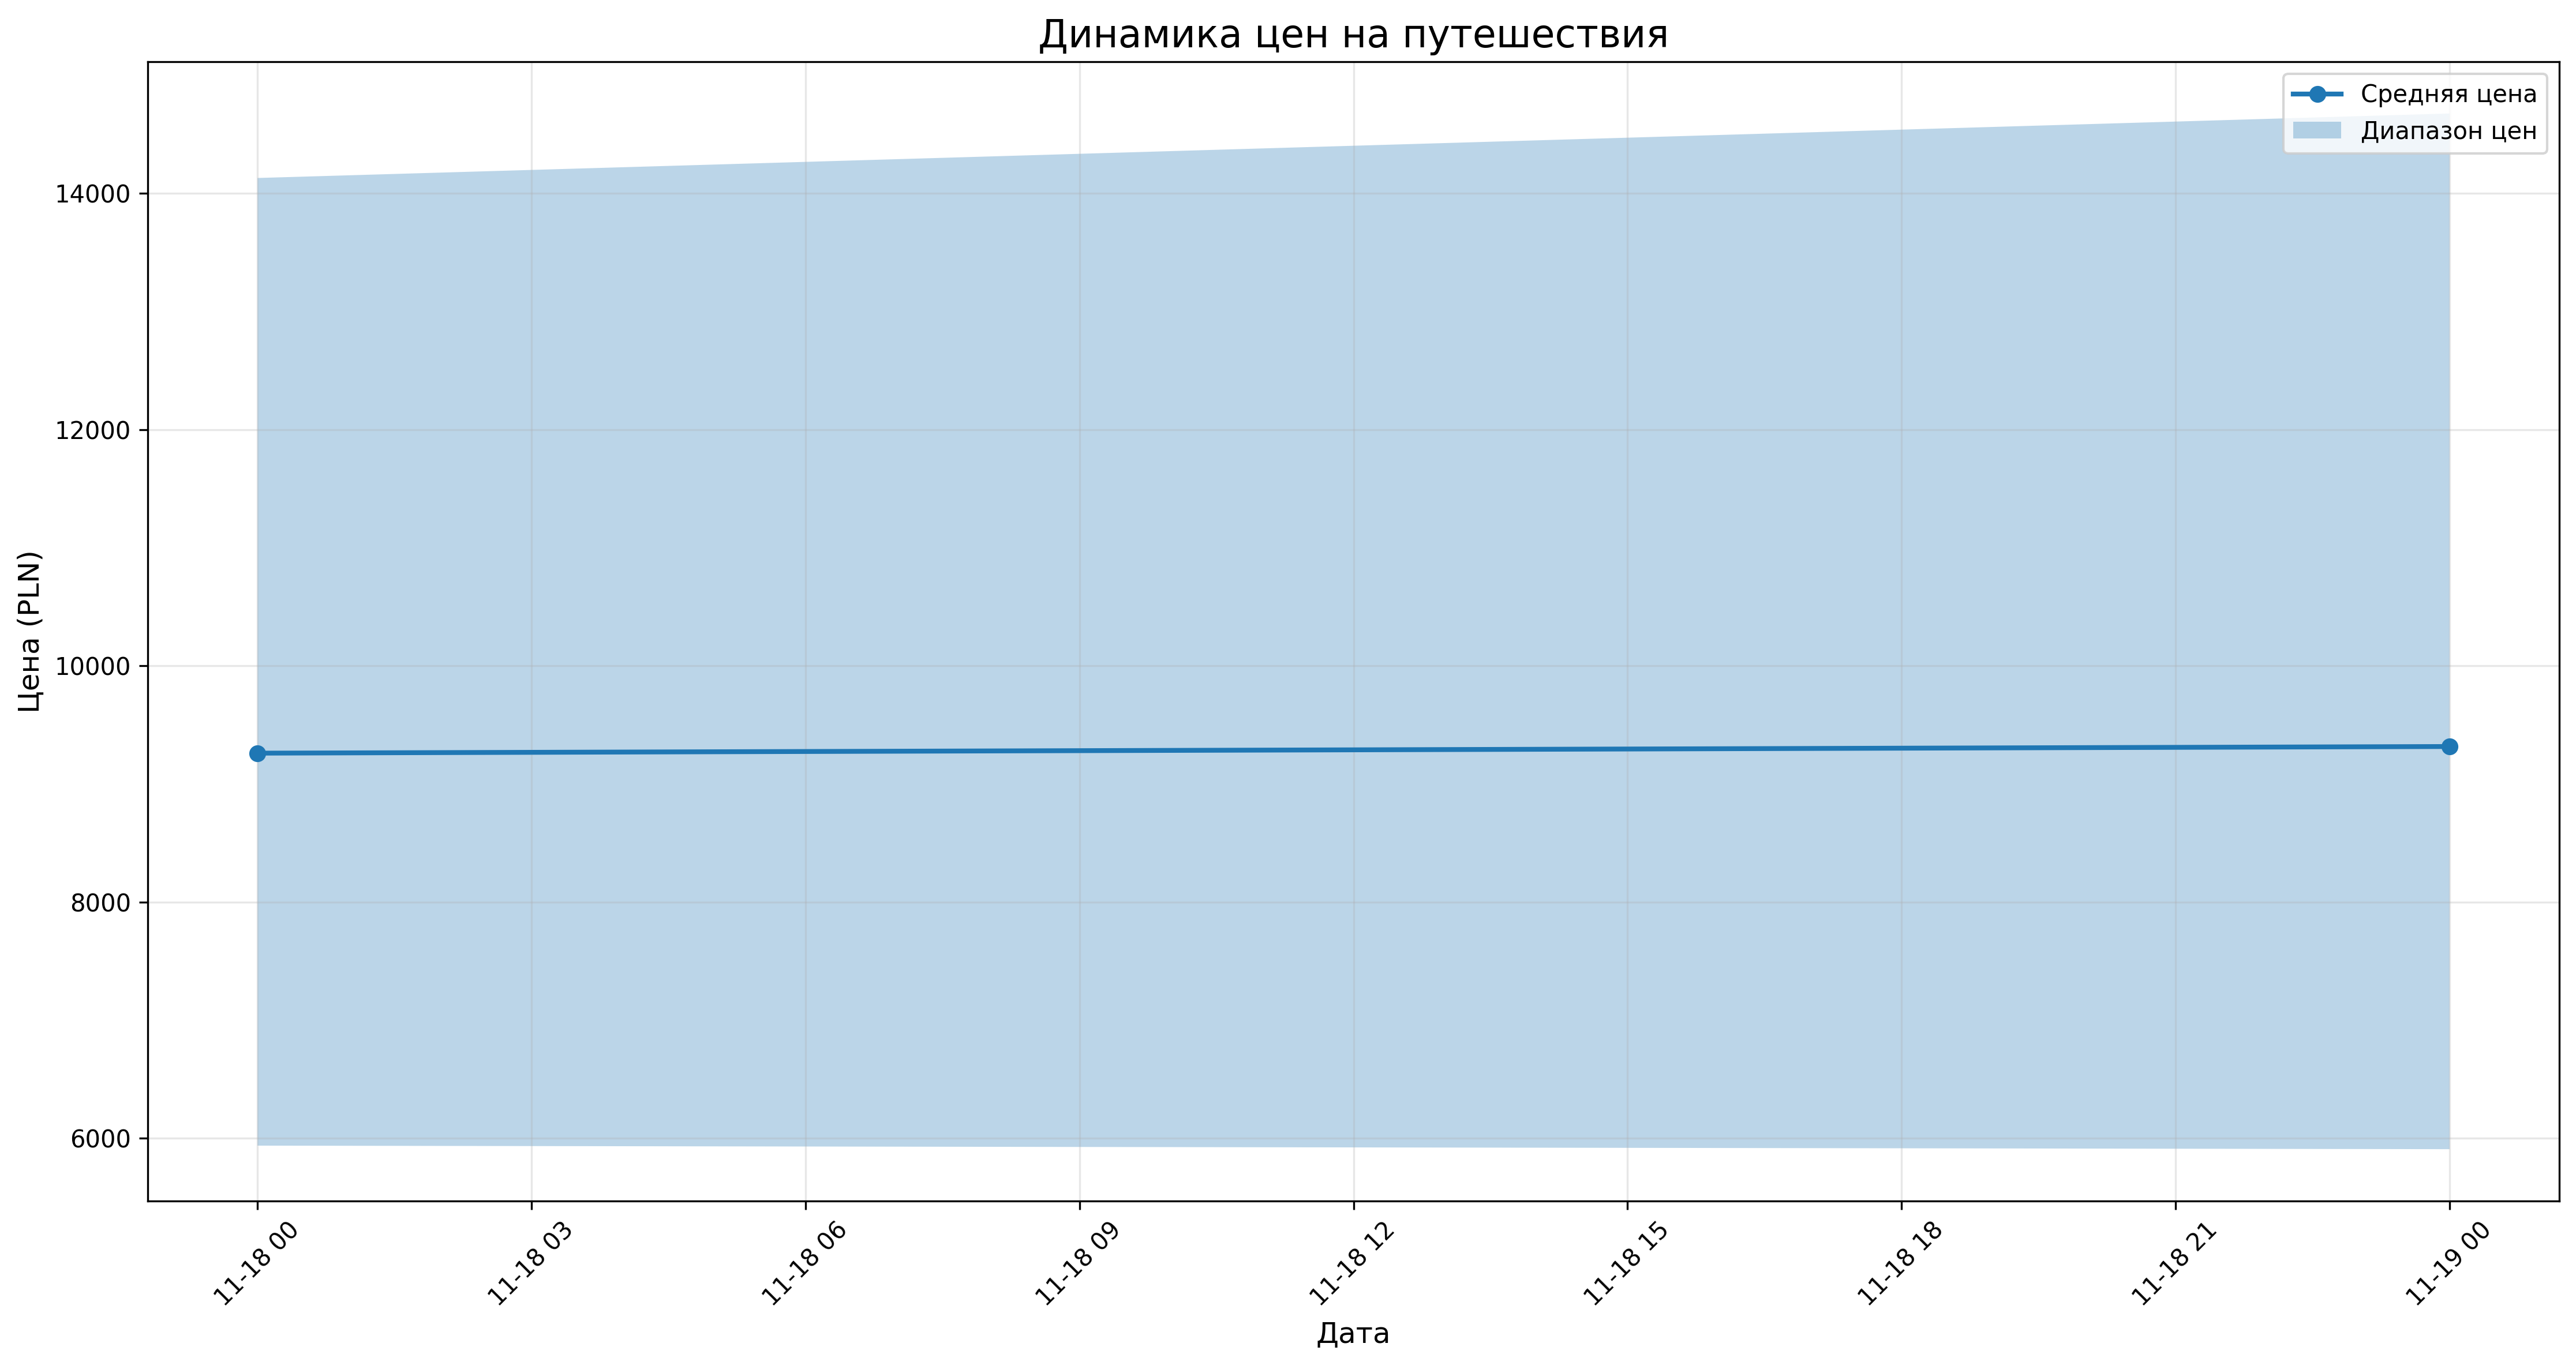 Динамика цен на путешествия
Средняя цена
Диапазон цен
Цена (PLN)
14000
12000
10000
8000
6000
11-18 00
11-18 03
11-18 06
11-18 09
11-18 12
11-18 15
11-18 18
11-18 21
11-19 00
Дата